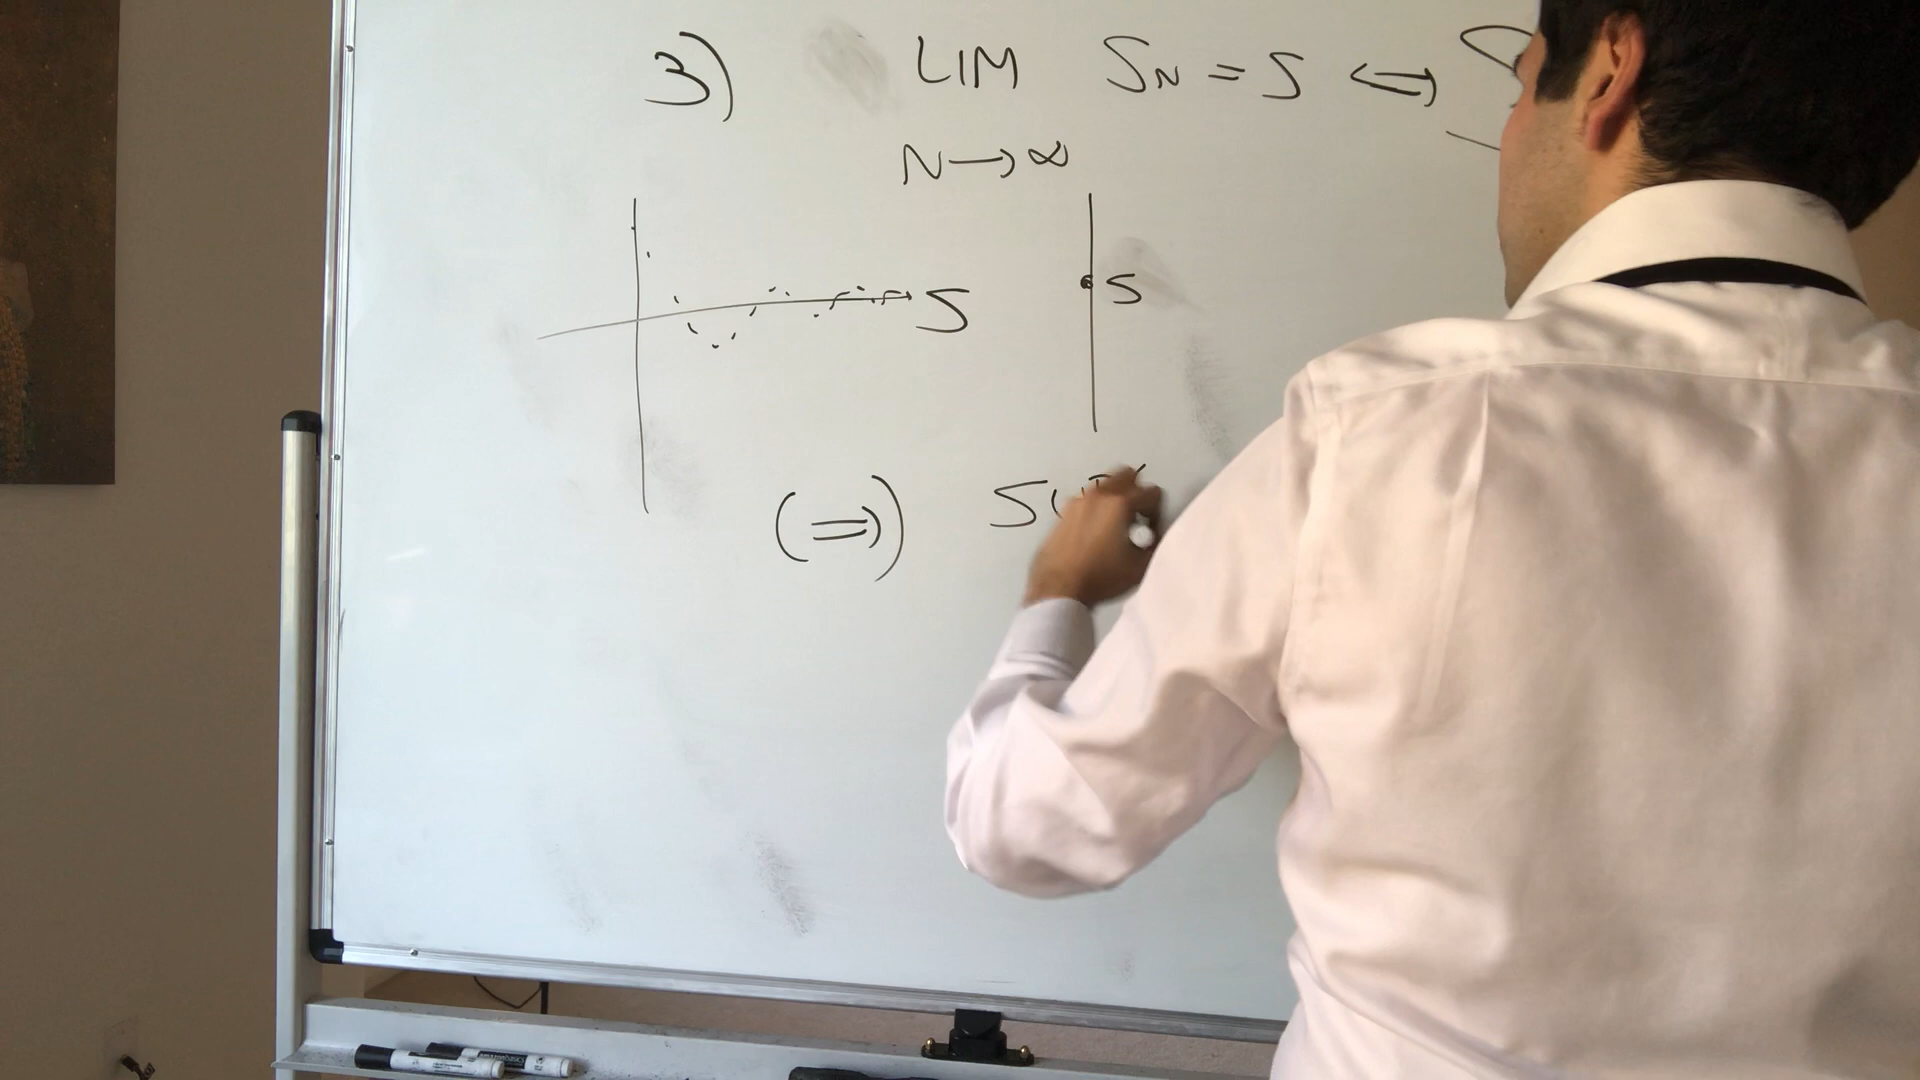 3) LIM SN = S ⟷
N → ∞
S
S
(⇒)